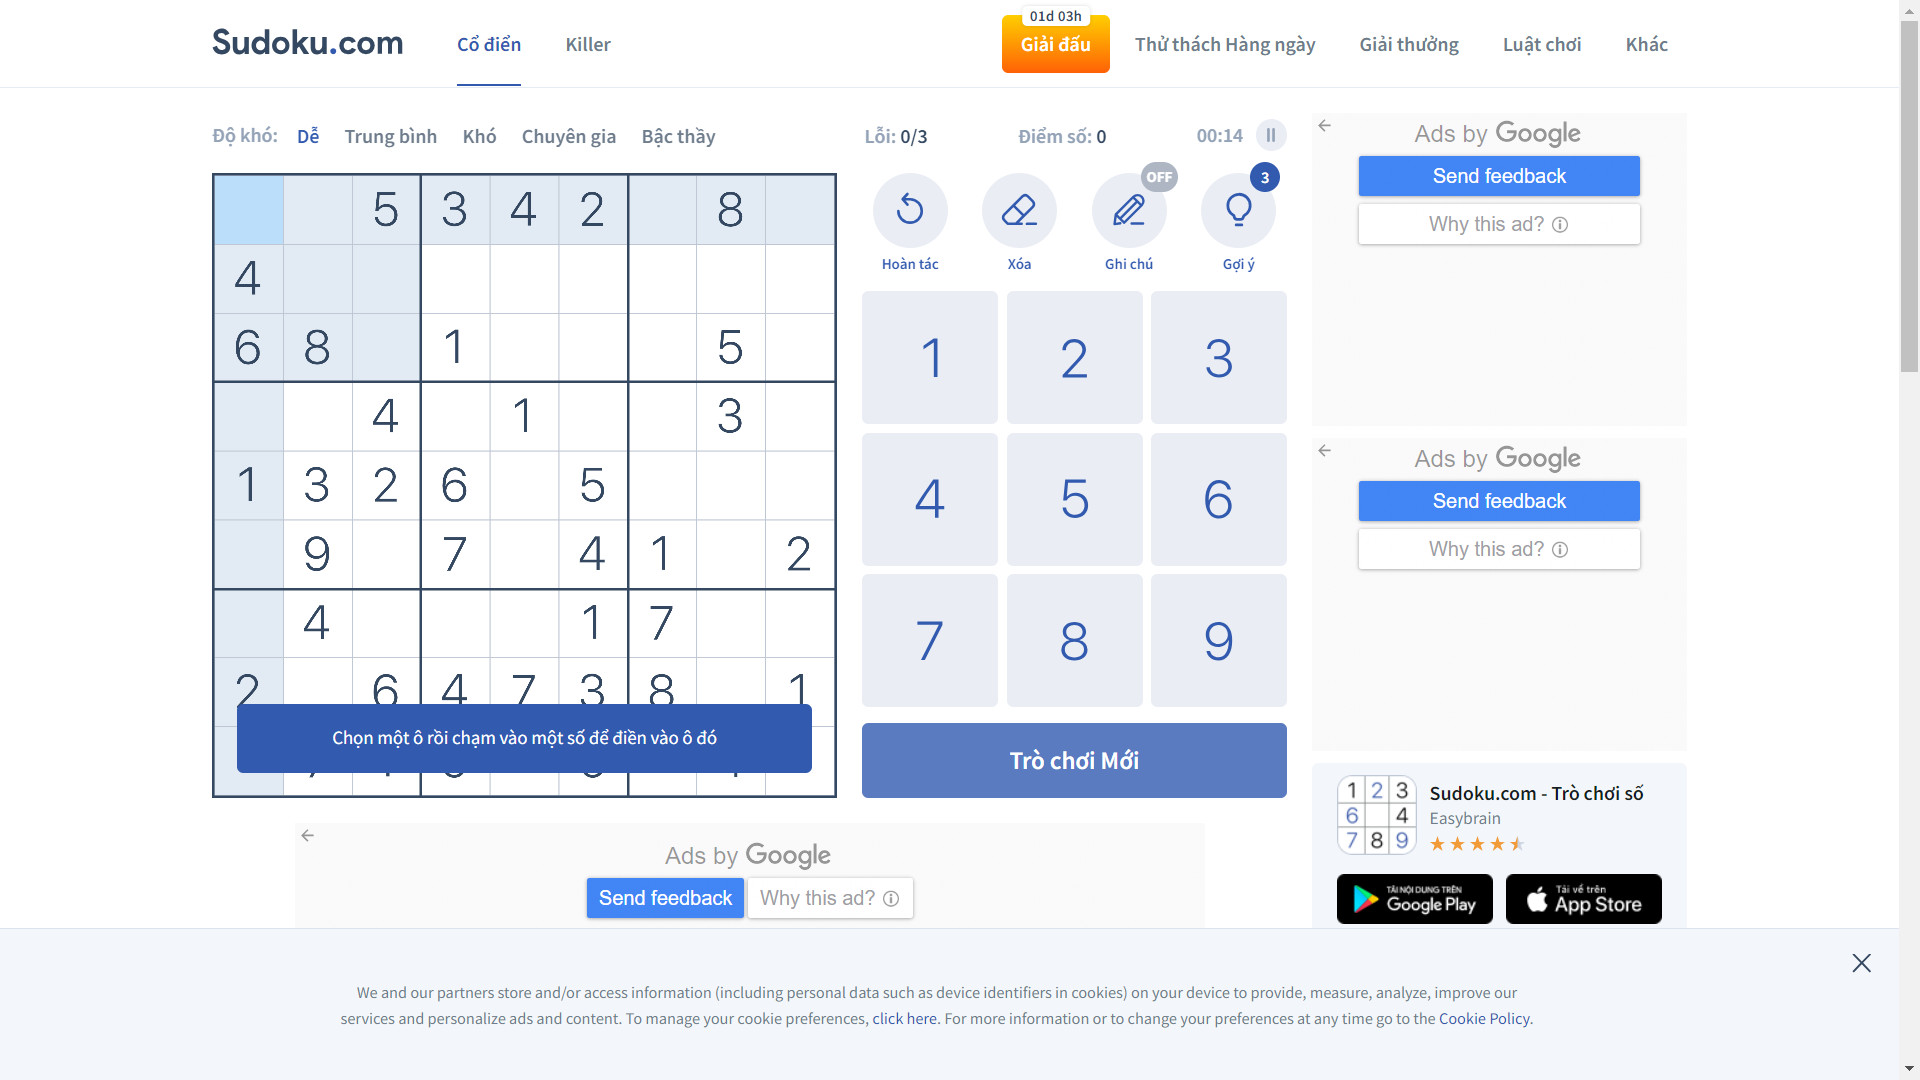 Sudoku.com
Cổ điển
Killer
01d 03h
Giải đấu
Thử thách Hàng ngày
Giải thưởng
Luật chơi
Khác
Độ khó: Dễ Trung bình Khó Chuyên gia Bậc thầy
Lỗi: 0/3
Điểm số: 0
00:14
5 3 4 2 8
4
6 8 1 5
4 1 3
1 3 2 6 5
9 7 4 1 2
4 1 7
2 6 4 7 3 8 1
Chọn một ô rồi chạm vào một số để điền vào ô đó
OFF
3
Hoàn tác
Xóa
Ghi chú
Gợi ý
1 2 3
4 5 6
7 8 9
Trò chơi Mới
Ads by Google
Send feedback
Why this ad?
Ads by Google
Send feedback
Why this ad?
1 2 3
6 4
7 8 9
Sudoku.com - Trò chơi số
Easybrain
TẢI NỘI DUNG TRÊN
Google Play
Tải về trên
App Store
Ads by Google
Send feedback
Why this ad?
We and our partners store and/or access information (including personal data such as device identifiers in cookies) on your device to provide, measure, analyze, improve our
services and personalize ads and content. To manage your cookie preferences, click here. For more information or to change your preferences at any time go to the Cookie Policy.